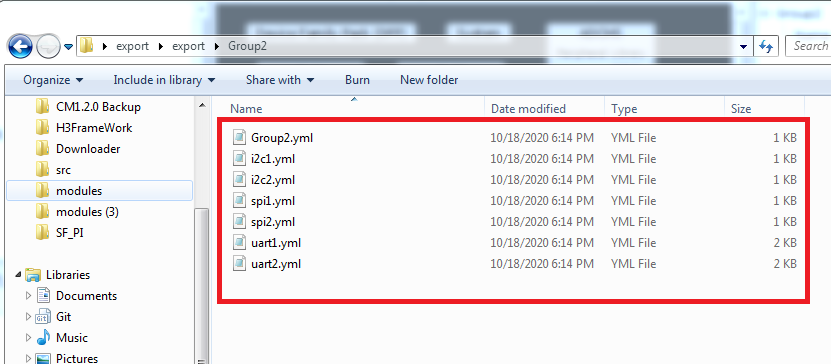 export ▸ export ▸ Group2
Search
Organize Include in library Share with Burn New folder
Name Date modified Type Size
CM1.2.0 Backup
H3FrameWork
Downloader
src
modules
modules (3)
SF_PI
Libraries
Documents
Git
Music
Pictures
Group2.yml 10/18/2020 6:14 PM YML File 1 KB
i2c1.yml 10/18/2020 6:14 PM YML File 1 KB
i2c2.yml 10/18/2020 6:14 PM YML File 1 KB
spi1.yml 10/18/2020 6:14 PM YML File 1 KB
spi2.yml 10/18/2020 6:14 PM YML File 1 KB
uart1.yml 10/18/2020 6:14 PM YML File 2 KB
uart2.yml 10/18/2020 6:14 PM YML File 2 KB